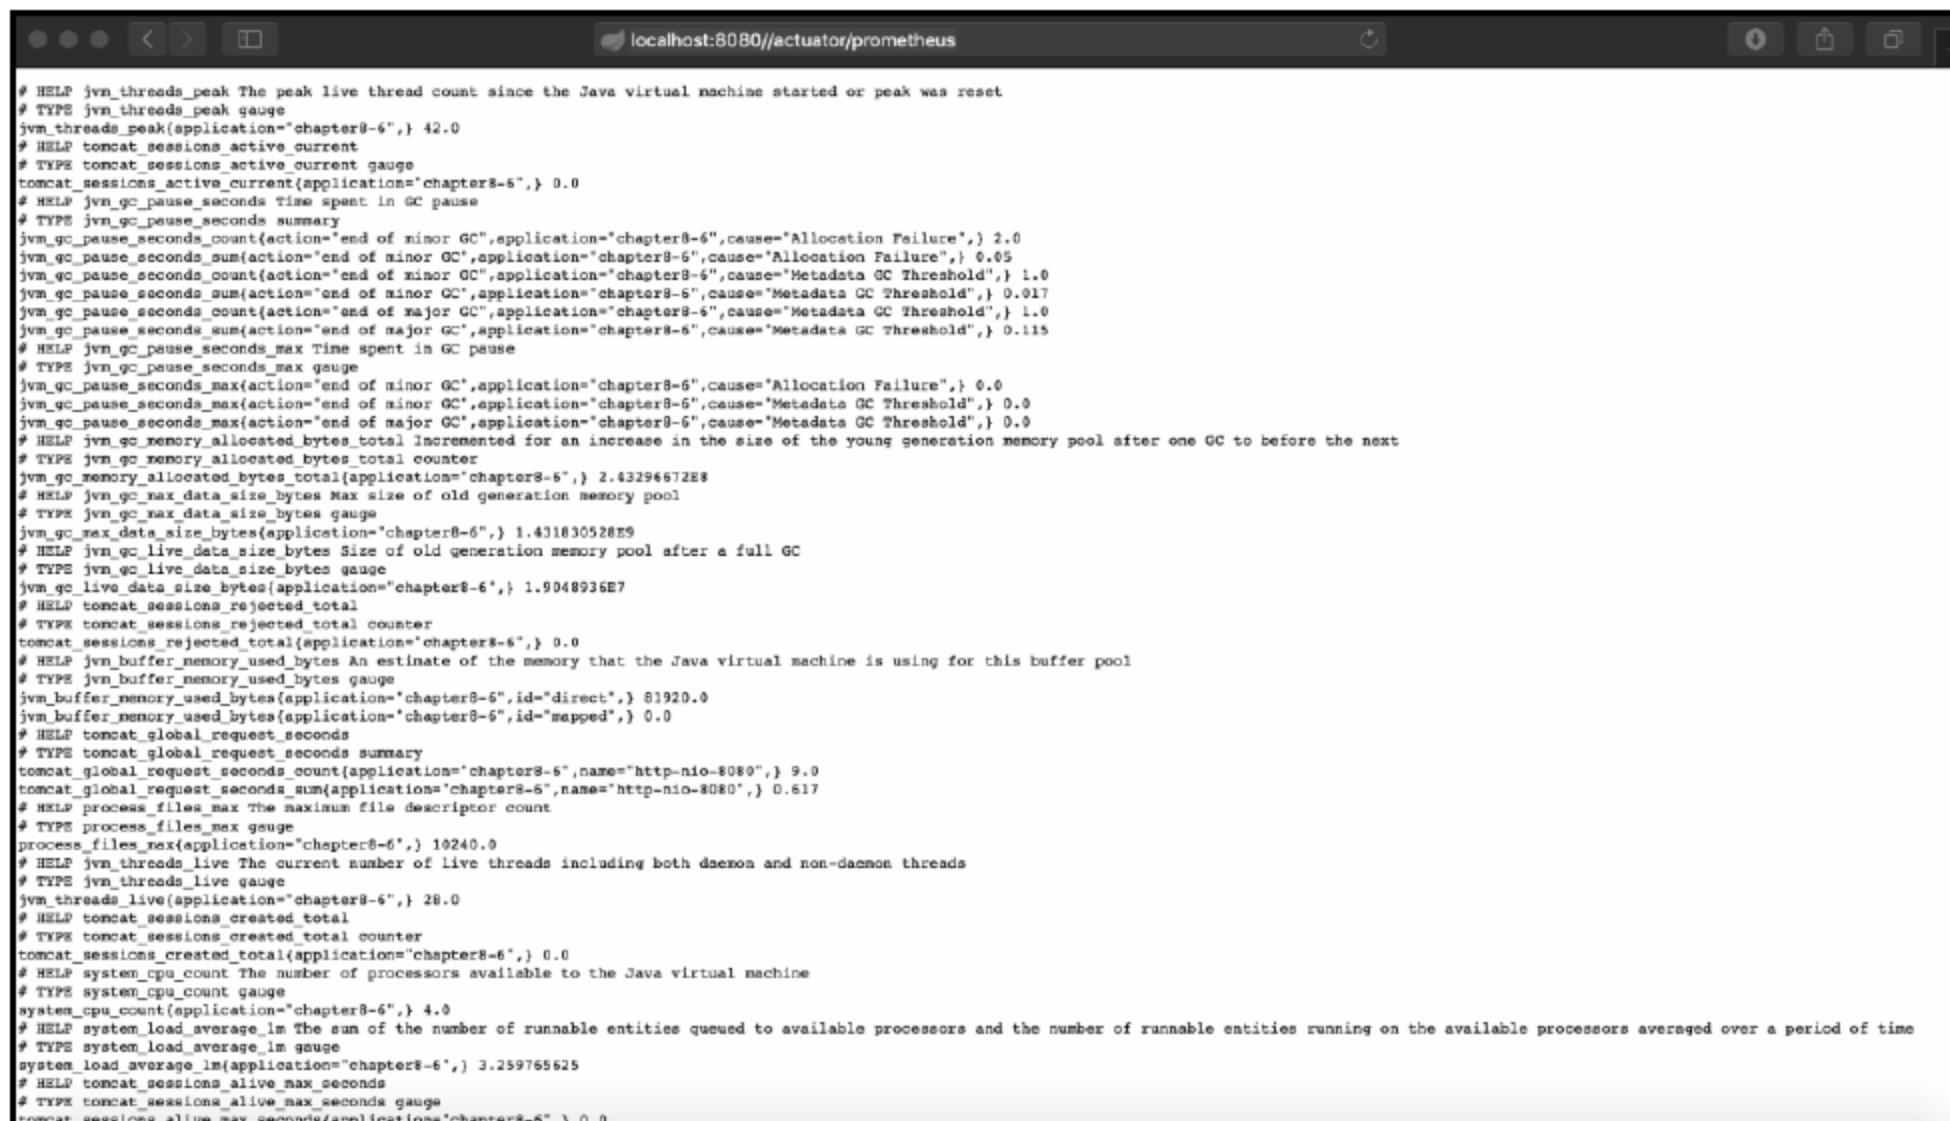 localhost:8080//actuator/prometheus
# HELP jvm_threads_peak The peak live thread count since the Java virtual machine started or peak was reset
# TYPE jvm_threads_peak gauge
jvm_threads_peak{application="chapter8-6",} 42.0
# HELP tomcat_sessions_active_current
# TYPE tomcat_sessions_active_current gauge
tomcat_sessions_active_current{application="chapter8-6",} 0.0
# HELP jvm_gc_pause_seconds Time spent in GC pause
# TYPE jvm_gc_pause_seconds summary
jvm_gc_pause_seconds_count{action="end of minor GC",application="chapter8-6",cause="Allocation Failure",} 2.0
jvm_gc_pause_seconds_sum{action="end of minor GC",application="chapter8-6",cause="Allocation Failure",} 0.05
jvm_gc_pause_seconds_count{action="end of minor GC",application="chapter8-6",cause="Metadata GC Threshold",} 1.0
jvm_gc_pause_seconds_sum{action="end of minor GC",application="chapter8-6",cause="Metadata GC Threshold",} 0.017
jvm_gc_pause_seconds_count{action="end of major GC",application="chapter8-6",cause="Metadata GC Threshold",} 1.0
jvm_gc_pause_seconds_sum{action="end of major GC",application="chapter8-6",cause="Metadata GC Threshold",} 0.115
# HELP jvm_gc_pause_seconds_max Time spent in GC pause
# TYPE jvm_gc_pause_seconds_max gauge
jvm_gc_pause_seconds_max{action="end of minor GC",application="chapter8-6",cause="Allocation Failure",} 0.0
jvm_gc_pause_seconds_max{action="end of minor GC",application="chapter8-6",cause="Metadata GC Threshold",} 0.0
jvm_gc_pause_seconds_max{action="end of major GC",application="chapter8-6",cause="Metadata GC Threshold",} 0.0
# HELP jvm_gc_memory_allocated_bytes_total Incremented for an increase in the size of the young generation memory pool after one GC to before the next
# TYPE jvm_gc_memory_allocated_bytes_total counter
jvm_gc_memory_allocated_bytes_total{application="chapter8-6",} 2.43296672E8
# HELP jvm_gc_max_data_size_bytes Max size of old generation memory pool
# TYPE jvm_gc_max_data_size_bytes gauge
jvm_gc_max_data_size_bytes{application="chapter8-6",} 1.431830528E9
# HELP jvm_gc_live_data_size_bytes Size of old generation memory pool after a full GC
# TYPE jvm_gc_live_data_size_bytes gauge
jvm_gc_live_data_size_bytes{application="chapter8-6",} 1.9048936E7
# HELP tomcat_sessions_rejected_total
# TYPE tomcat_sessions_rejected_total counter
tomcat_sessions_rejected_total{application="chapter8-6",} 0.0
# HELP jvm_buffer_memory_used_bytes An estimate of the memory that the Java virtual machine is using for this buffer pool
# TYPE jvm_buffer_memory_used_bytes gauge
jvm_buffer_memory_used_bytes{application="chapter8-6",id="direct",} 81920.0
jvm_buffer_memory_used_bytes{application="chapter8-6",id="mapped",} 0.0
# HELP tomcat_global_request_seconds
# TYPE tomcat_global_request_seconds summary
tomcat_global_request_seconds_count{application="chapter8-6",name="http-nio-8080",} 9.0
tomcat_global_request_seconds_sum{application="chapter8-6",name="http-nio-8080",} 0.617
# HELP process_files_max The maximum file descriptor count
# TYPE process_files_max gauge
process_files_max{application="chapter8-6",} 10240.0
# HELP jvm_threads_live The current number of live threads including both daemon and non-daemon threads
# TYPE jvm_threads_live gauge
jvm_threads_live{application="chapter8-6",} 28.0
# HELP tomcat_sessions_created_total
# TYPE tomcat_sessions_created_total counter
tomcat_sessions_created_total{application="chapter8-6",} 0.0
# HELP system_cpu_count The number of processors available to the Java virtual machine
# TYPE system_cpu_count gauge
system_cpu_count{application="chapter8-6",} 4.0
# HELP system_load_average_1m The sum of the number of runnable entities queued to available processors and the number of runnable entities running on the available processors averaged over a period of time
# TYPE system_load_average_1m gauge
system_load_average_1m{application="chapter8-6",} 3.259765625
# HELP tomcat_sessions_alive_max_seconds
# TYPE tomcat_sessions_alive_max_seconds gauge
tomcat_sessions_alive_max_seconds{application="chapter8-6",} 0.0